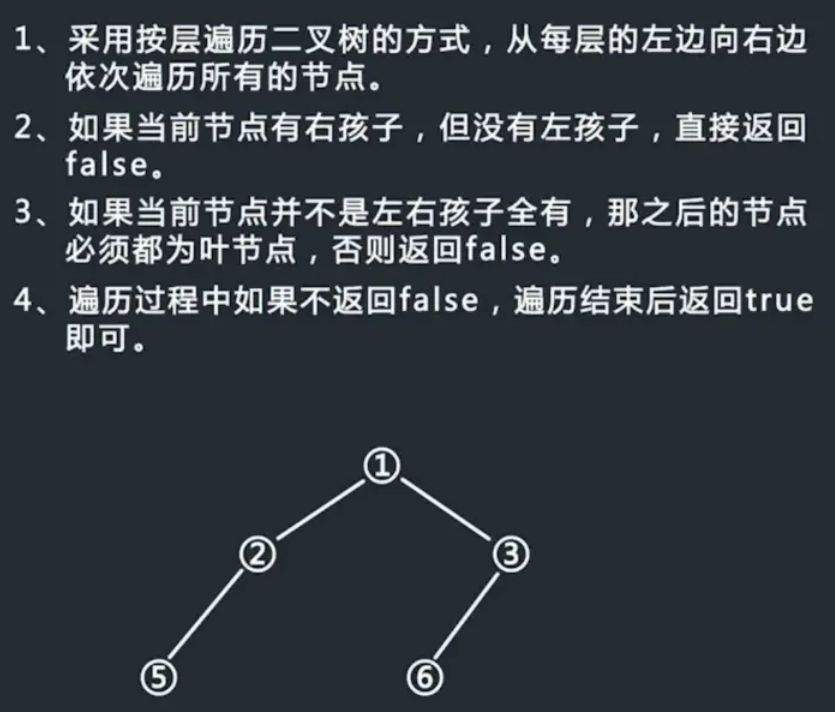 1、采用按层遍历二叉树的方式，从每层的左边向右边
依次遍历所有的节点。
2、如果当前节点有右孩子，但没有左孩子，直接返回
false。
3、如果当前节点并不是左右孩子全有，那之后的节点
必须都为叶节点，否则返回false。
4、遍历过程中如果不返回false，遍历结束后返回true
即可。
①
② ③
⑤ ⑥